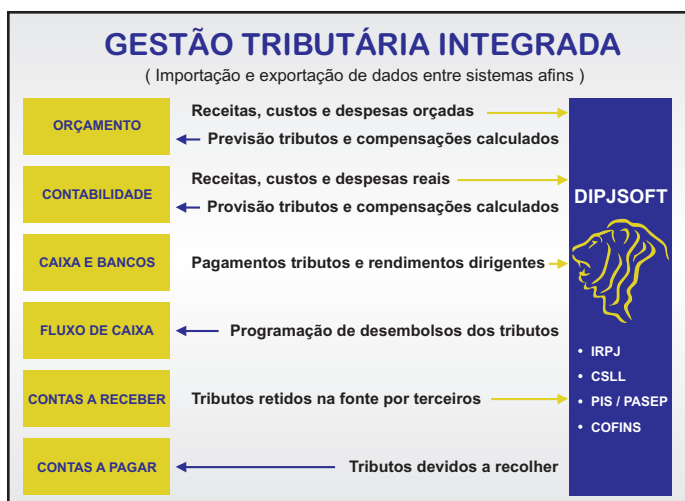 GESTÃO TRIBUTÁRIA INTEGRADA
( Importação e exportação de dados entre sistemas afins )
ORÇAMENTO
Receitas, custos e despesas orçadas
Previsão tributos e compensações calculados
CONTABILIDADE
Receitas, custos e despesas reais
Provisão tributos e compensações calculados
CAIXA E BANCOS
Pagamentos tributos e rendimentos dirigentes
FLUXO DE CAIXA
Programação de desembolsos dos tributos
CONTAS A RECEBER
Tributos retidos na fonte por terceiros
CONTAS A PAGAR
Tributos devidos a recolher
DIPJSOFT
• IRPJ
• CSLL
• PIS / PASEP
• COFINS